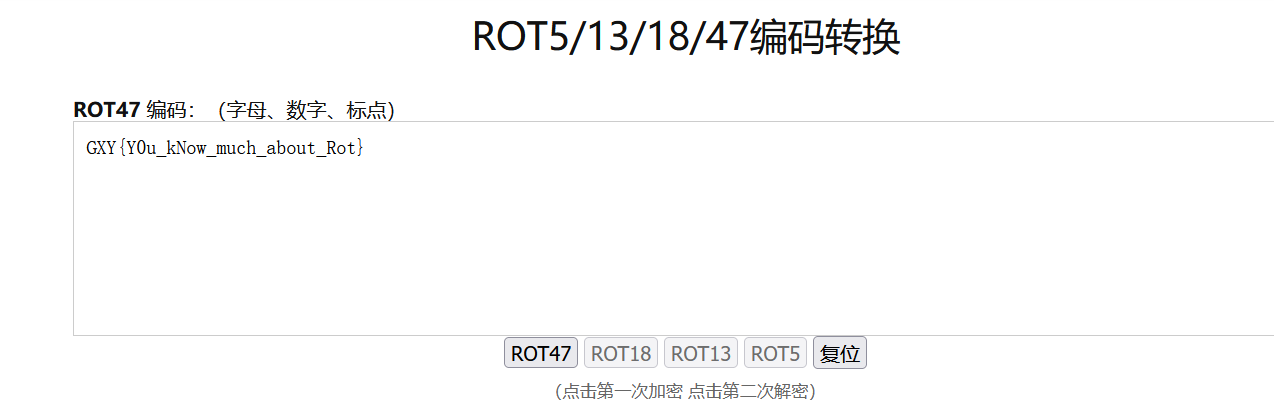 ROT5/13/18/47编码转换
ROT47 编码：（字母、数字、标点）
GXY{Y0u_kNow_much_about_Rot}
ROT47 ROT18 ROT13 ROT5 复位
（点击第一次加密 点击第二次解密）